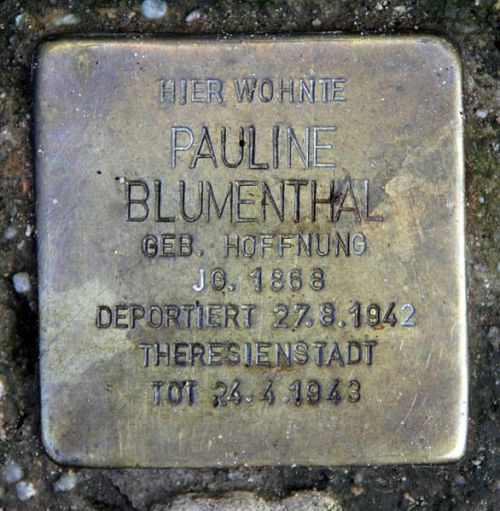 HIER WOHNTE
PAULINE
BLUMENTHAL
GEB. HOFFNUNG
JG. 1868
DEPORTIERT 27.8.1942
THERESIENSTADT
TOT 24.4.1943